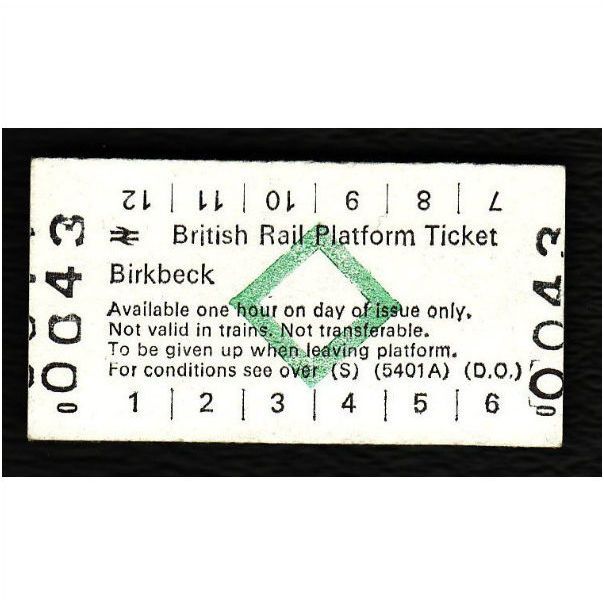 12 | 11 | 10 | 9 | 8 | 7
British Rail Platform Ticket
Birkbeck
Available one hour on day of issue only.
Not valid in trains. Not transferable.
To be given up when leaving platform.
For conditions see over (S) (5401A) (D.O.)
1 | 2 | 3 | 4 | 5 | 6
00043
00043